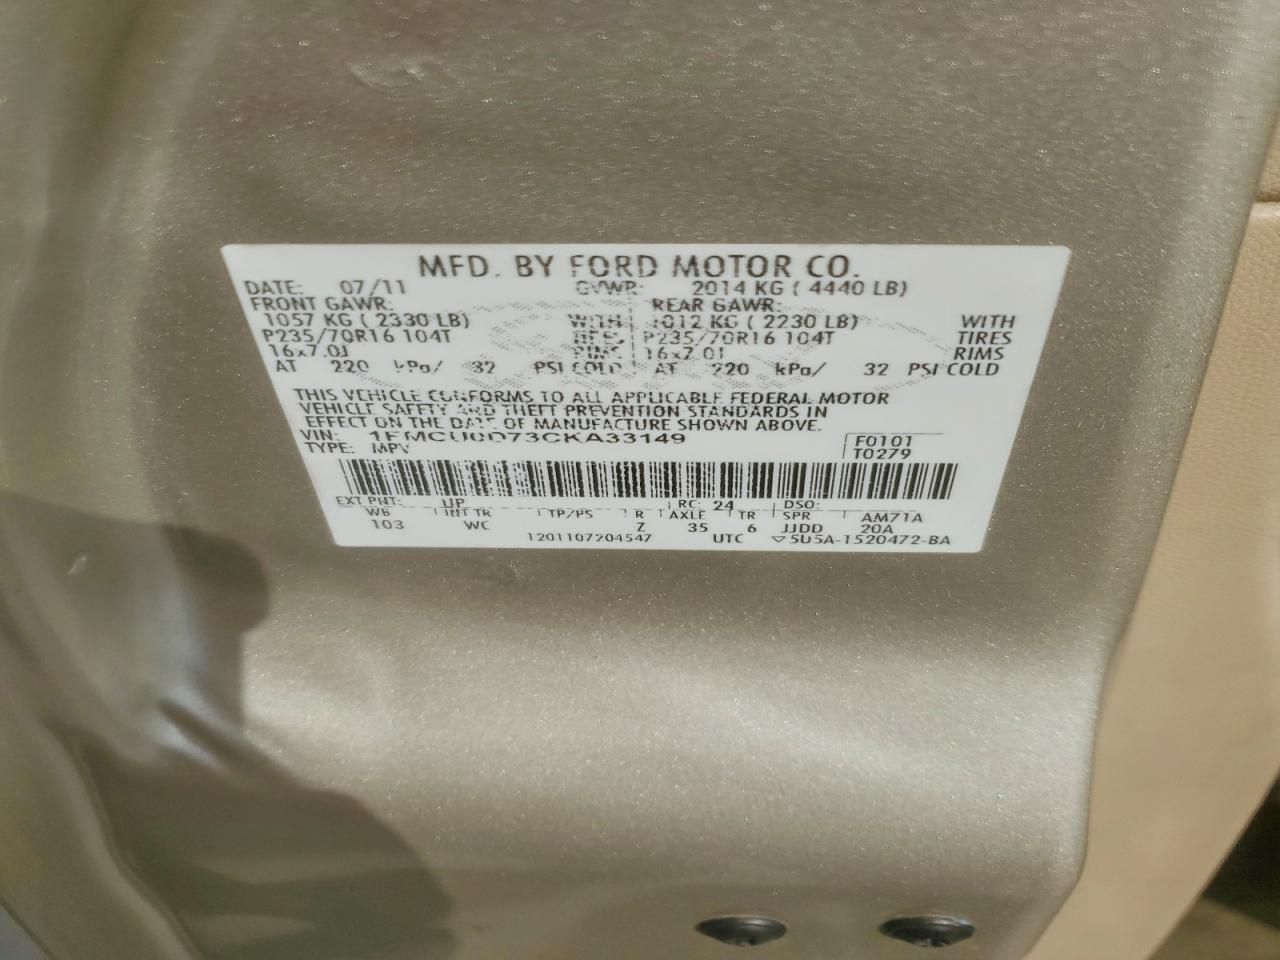 MFD. BY FORD MOTOR CO.
DATE: 07/11 GVWR: 2014 KG ( 4440 LB)
FRONT GAWR: REAR GAWR:
1057 KG ( 2330 LB) WITH 1012 KG ( 2230 LB) WITH
P235/70R16 104T TIRES P235/70R16 104T TIRES
16x7.0J RIMS 16x7.0J RIMS
AT 220 kPa/ 32 PSI COLD AT 220 kPa/ 32 PSI COLD
THIS VEHICLE CONFORMS TO ALL APPLICABLE FEDERAL MOTOR
VEHICLE SAFETY AND THEFT PREVENTION STANDARDS IN
EFFECT ON THE DATE OF MANUFACTURE SHOWN ABOVE.
VIN: 1FMCU0D73CKA33149 F0101
TYPE: MPV T0279
EXT PNT: UP RC: 24 DSO:
WB INT TR TP/PS R AXLE TR SPR AM71A
103 WC Z 35 6 JJDD 20A
1201107204547 UTC ▽5U5A-1520472-BA